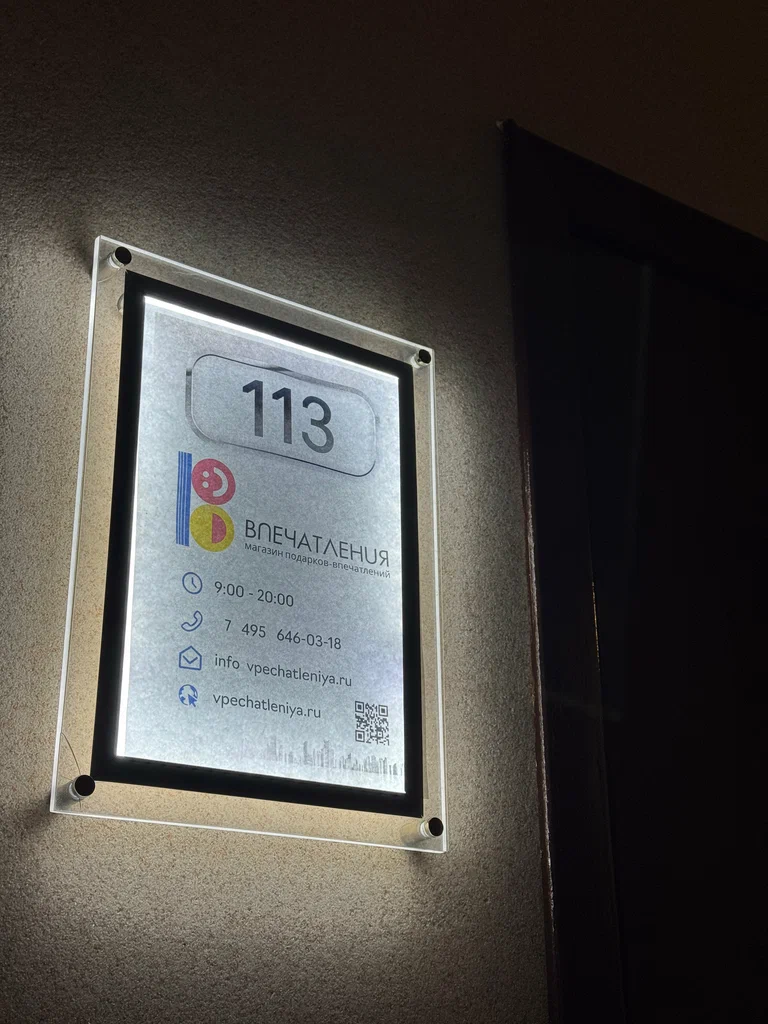 113
ВПЕЧАТЛЕНИЯ
магазин подарков-впечатлений
9:00 - 20:00
7 495 646-03-18
info vpechatleniya.ru
vpechatleniya.ru